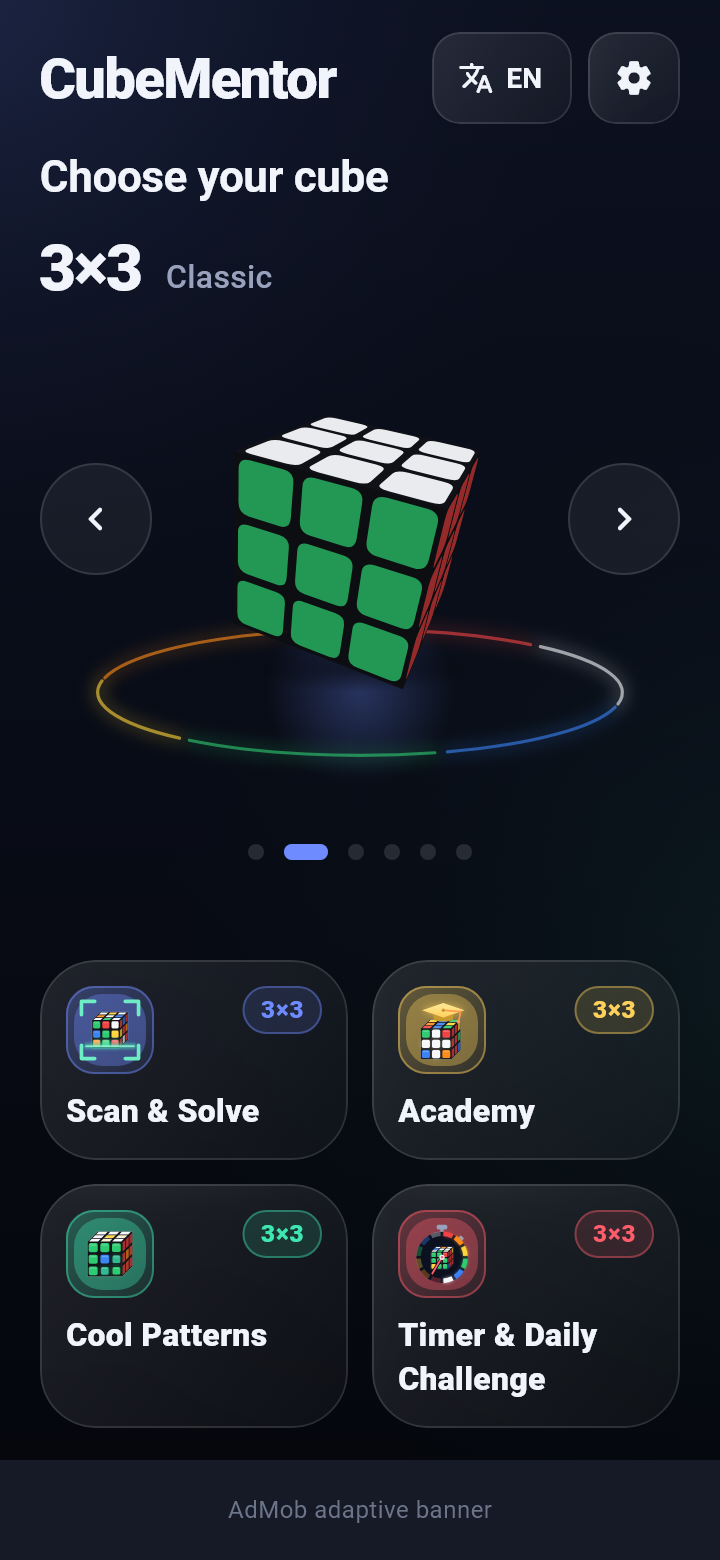 CubeMentor
EN
Choose your cube
3×3 Classic
3×3
Scan & Solve
3×3
Academy
3×3
Cool Patterns
3×3
Timer & Daily
Challenge
AdMob adaptive banner